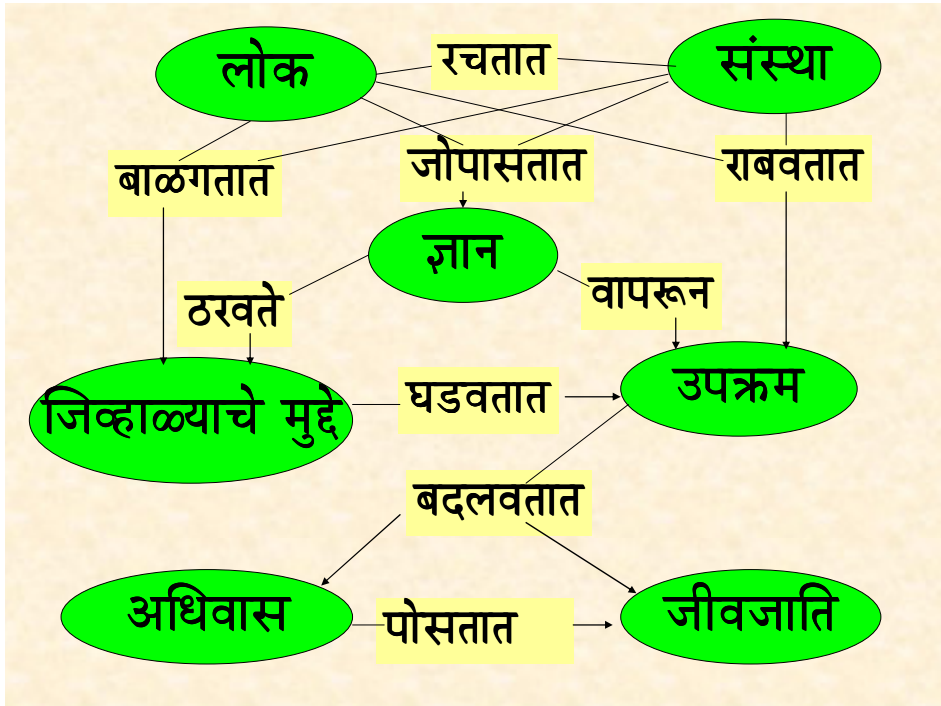 लोक
रचतात
संस्था
बाळगतात
जोपासतात
राबवतात
ज्ञान
ठरवते
वापरून
जिव्हाळ्याचे मुद्दे
घडवतात
उपक्रम
बदलवतात
अधिवास
पोसतात
जीवजाति